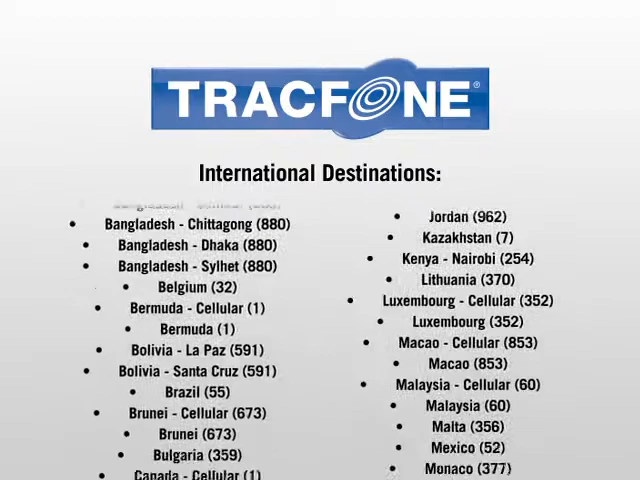 TRACFONE®
International Destinations:
• Bangladesh - Chittagong (880)
• Bangladesh - Dhaka (880)
• Bangladesh - Sylhet (880)
• Belgium (32)
• Bermuda - Cellular (1)
• Bermuda (1)
• Bolivia - La Paz (591)
• Bolivia - Santa Cruz (591)
• Brazil (55)
• Brunei - Cellular (673)
• Brunei (673)
• Bulgaria (359)
• Canada - Cellular (1)
• Jordan (962)
• Kazakhstan (7)
• Kenya - Nairobi (254)
• Lithuania (370)
• Luxembourg - Cellular (352)
• Luxembourg (352)
• Macao - Cellular (853)
• Macao (853)
• Malaysia - Cellular (60)
• Malaysia (60)
• Malta (356)
• Mexico (52)
• Monaco (377)